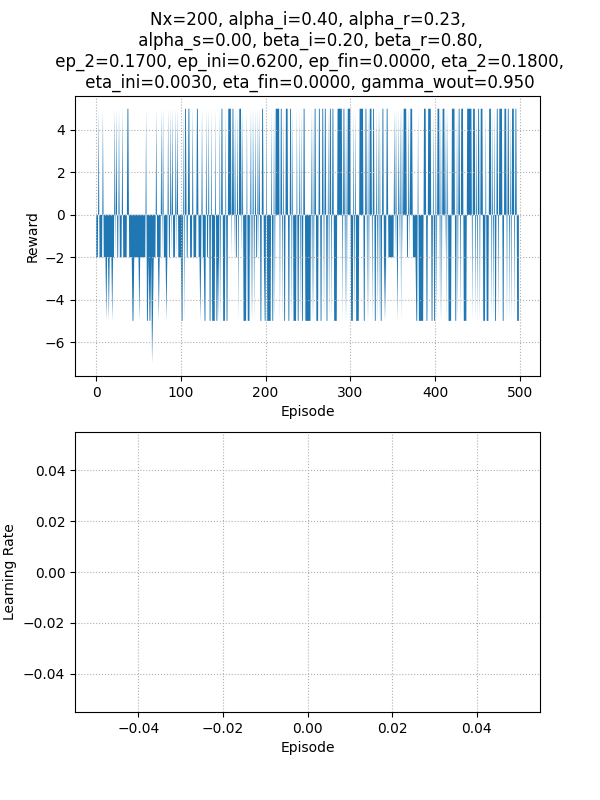 Nx=200, alpha_i=0.40, alpha_r=0.23,
alpha_s=0.00, beta_i=0.20, beta_r=0.80,
ep_2=0.1700, ep_ini=0.6200, ep_fin=0.0000, eta_2=0.1800,
eta_ini=0.0030, eta_fin=0.0000, gamma_wout=0.950
4
2
0
−2
−4
−6
Reward
0 100 200 300 400 500
Episode
0.04
0.02
0.00
−0.02
−0.04
Learning Rate
−0.04 −0.02 0.00 0.02 0.04
Episode